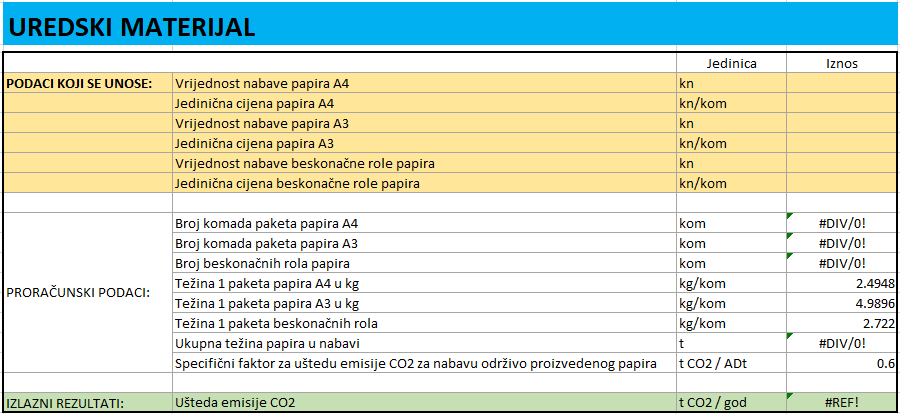 UREDSKI MATERIJAL
Jedinica Iznos
PODACI KOJI SE UNOSE: Vrijednost nabave papira A4 kn
Jedinična cijena papira A4 kn/kom
Vrijednost nabave papira A3 kn
Jedinična cijena papira A3 kn/kom
Vrijednost nabave beskonačne role papira kn
Jedinična cijena beskonačne role papira kn/kom
Broj komada paketa papira A4 kom #DIV/0!
Broj komada paketa papira A3 kom #DIV/0!
Broj beskonačnih rola papira kom #DIV/0!
PRORAČUNSKI PODACI: Težina 1 paketa papira A4 u kg kg/kom 2.4948
Težina 1 paketa papira A3 u kg kg/kom 4.9896
Težina 1 paketa beskonačnih rola kg/kom 2.722
Ukupna težina papira u nabavi t #DIV/0!
Specifični faktor za uštedu emisije CO2 za nabavu održivo proizvedenog papira t CO2 / ADt 0.6
IZLAZNI REZULTATI: Ušteda emisije CO2 t CO2 / god #REF!